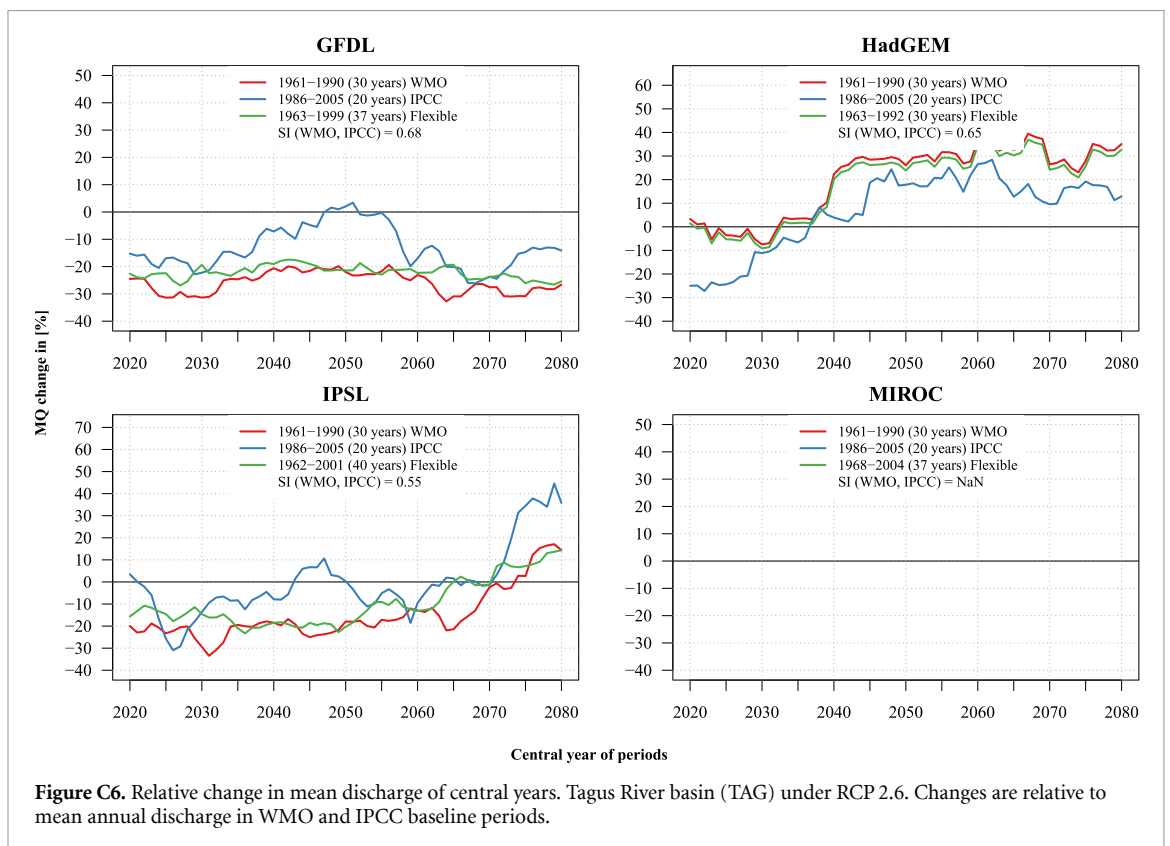 GFDL
50
40
30
20
10
0
−10
−20
−30
−40
1961−1990 (30 years) WMO
1986−2005 (20 years) IPCC
1963−1999 (37 years) Flexible
SI (WMO, IPCC) = 0.68
2020 2030 2040 2050 2060 2070 2080
HadGEM
60
50
40
30
20
10
0
−10
−20
−30
−40
1961−1990 (30 years) WMO
1986−2005 (20 years) IPCC
1963−1992 (30 years) Flexible
SI (WMO, IPCC) = 0.65
2020 2030 2040 2050 2060 2070 2080
MQ change in [%]
IPSL
70
60
50
40
30
20
10
0
−10
−20
−30
−40
1961−1990 (30 years) WMO
1986−2005 (20 years) IPCC
1962−2001 (40 years) Flexible
SI (WMO, IPCC) = 0.55
2020 2030 2040 2050 2060 2070 2080
MIROC
50
40
30
20
10
0
−10
−20
−30
−40
1961−1990 (30 years) WMO
1986−2005 (20 years) IPCC
1968−2004 (37 years) Flexible
SI (WMO, IPCC) = NaN
2020 2030 2040 2050 2060 2070 2080
Central year of periods
Figure C6. Relative change in mean discharge of central years. Tagus River basin (TAG) under RCP 2.6. Changes are relative to
mean annual discharge in WMO and IPCC baseline periods.